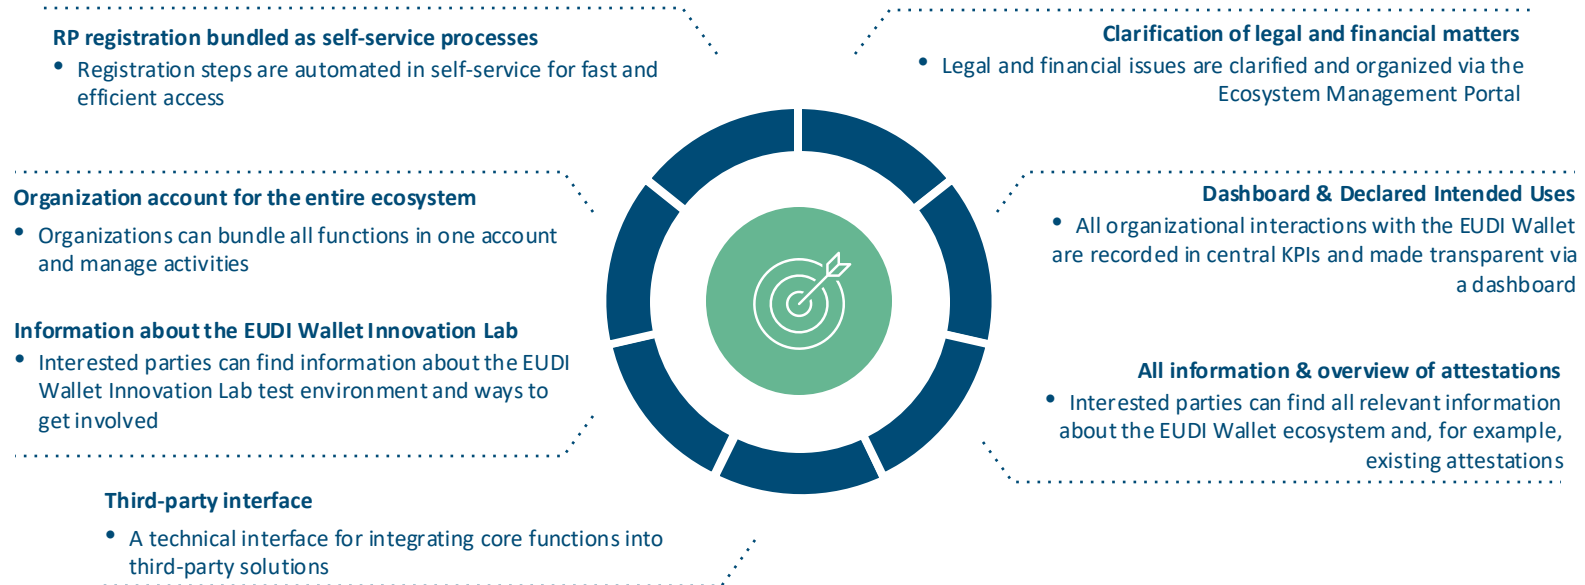 RP registration bundled as self-service processes
• Registration steps are automated in self-service for fast and
efficient access
Organization account for the entire ecosystem
• Organizations can bundle all functions in one account
and manage activities
Information about the EUDI Wallet Innovation Lab
• Interested parties can find information about the EUDI
Wallet Innovation Lab test environment and ways to
get involved
Third-party interface
• A technical interface for integrating core functions into
third-party solutions
Clarification of legal and financial matters
• Legal and financial issues are clarified and organized via the
Ecosystem Management Portal
Dashboard & Declared Intended Uses
• All organizational interactions with the EUDI Wallet
are recorded in central KPIs and made transparent via
a dashboard
All information & overview of attestations
• Interested parties can find all relevant information
about the EUDI Wallet ecosystem and, for example,
existing attestations